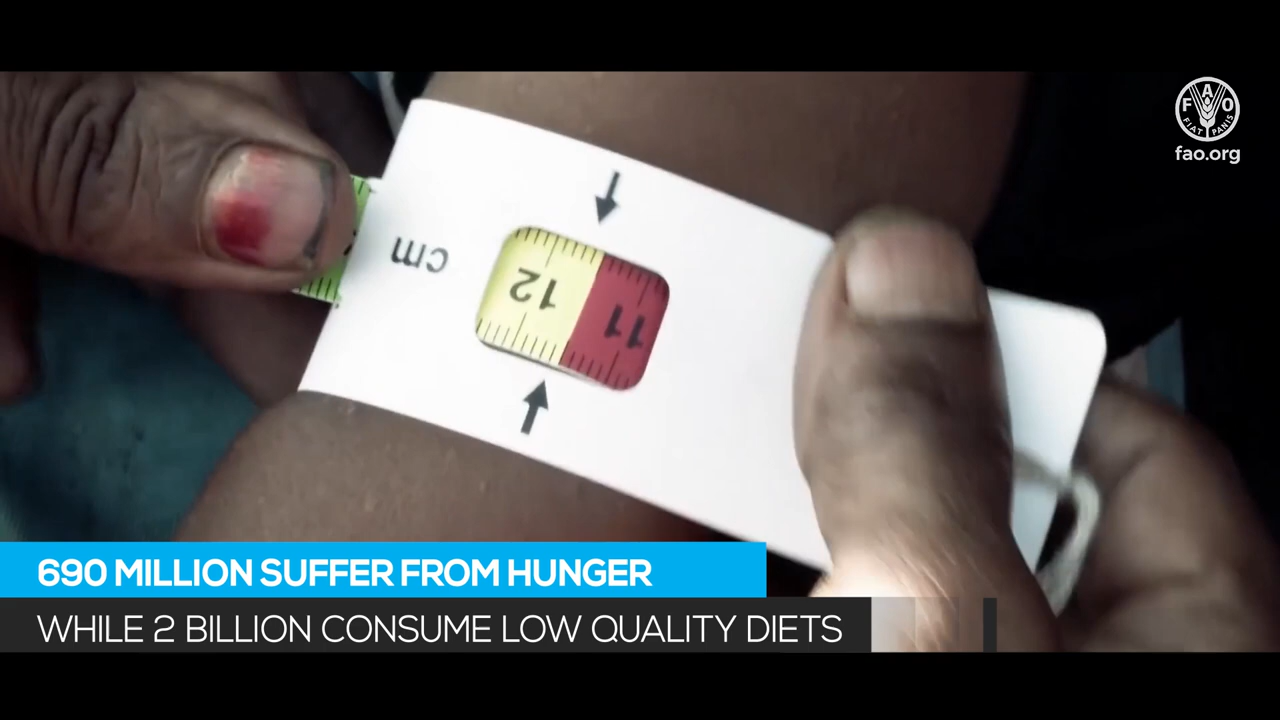 F A O
FIAT PANIS
fao.org
cm
12
11
690 MILLION SUFFER FROM HUNGER
WHILE 2 BILLION CONSUME LOW QUALITY DIETS